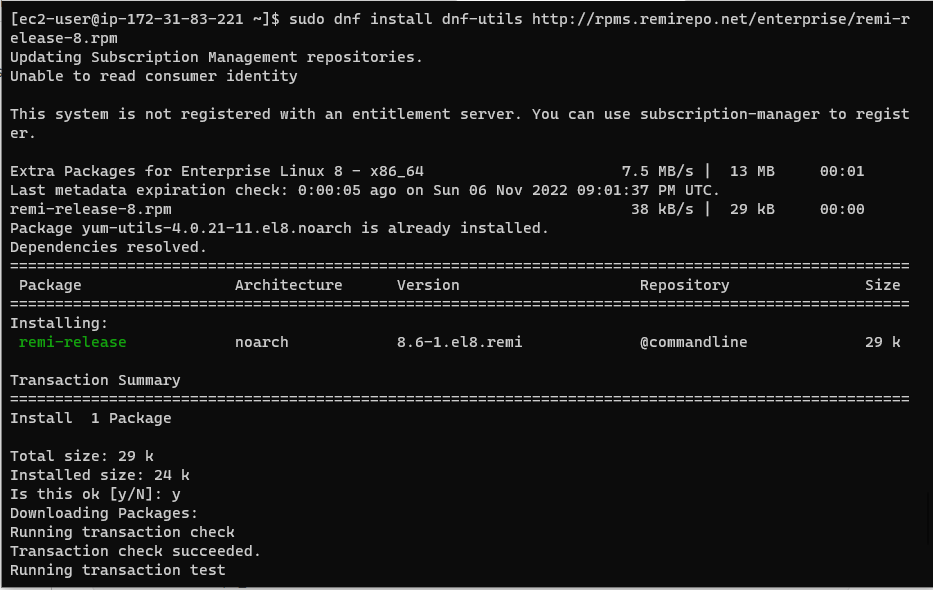 [ec2-user@ip-172-31-83-221 ~]$ sudo dnf install dnf-utils http://rpms.remirepo.net/enterprise/remi-r
elease-8.rpm
Updating Subscription Management repositories.
Unable to read consumer identity
This system is not registered with an entitlement server. You can use subscription-manager to regist
er.
Extra Packages for Enterprise Linux 8 - x86_64                      7.5 MB/s |  13 MB     00:01
Last metadata expiration check: 0:00:05 ago on Sun 06 Nov 2022 09:01:37 PM UTC.
remi-release-8.rpm                                                   38 kB/s |  29 kB     00:00
Package yum-utils-4.0.21-11.el8.noarch is already installed.
Dependencies resolved.
====================================================================================================
 Package                 Architecture      Version                    Repository               Size
====================================================================================================
Installing:
 remi-release            noarch            8.6-1.el8.remi             @commandline             29 k
Transaction Summary
====================================================================================================
Install  1 Package
Total size: 29 k
Installed size: 24 k
Is this ok [y/N]: y
Downloading Packages:
Running transaction check
Transaction check succeeded.
Running transaction test